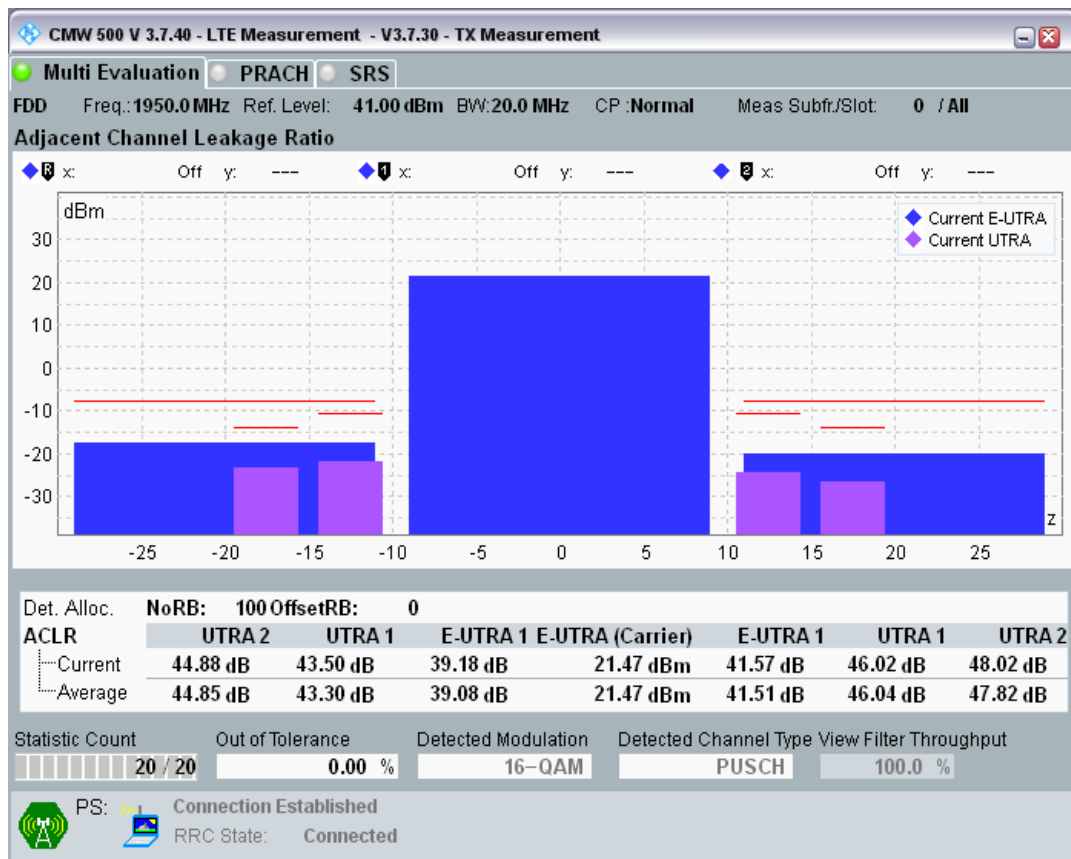 CMW 500 V 3.7.40 - LTE Measurement  - V3.7.30 - TX Measurement
Multi Evaluation PRACH SRS
FDD Freq.:1950.0 MHz Ref. Level: 41.00 dBm BW:20.0 MHz CP :Normal Meas Subfr./Slot: 0 / All
Adjacent Channel Leakage Ratio
R x: Off y: --- 1 x: Off y: --- 2 x: Off y: ---
dBm
Current E-UTRA
Current UTRA
30
20
10
0
-10
-20
-30
z
-25 -20 -15 -10 -5 0 5 10 15 20 25
Det. Alloc. NoRB: 100 OffsetRB: 0
ACLR UTRA 2 UTRA 1 E-UTRA 1 E-UTRA (Carrier) E-UTRA 1 UTRA 1 UTRA 2
Current 44.88 dB 43.50 dB 39.18 dB 21.47 dBm 41.57 dB 46.02 dB 48.02 dB
Average 44.85 dB 43.30 dB 39.08 dB 21.47 dBm 41.51 dB 46.04 dB 47.82 dB
Statistic Count Out of Tolerance Detected Modulation Detected Channel Type View Filter Throughput
20 / 20 0.00 % 16-QAM PUSCH 100.0 %
PS: Connection Established
RRC State: Connected